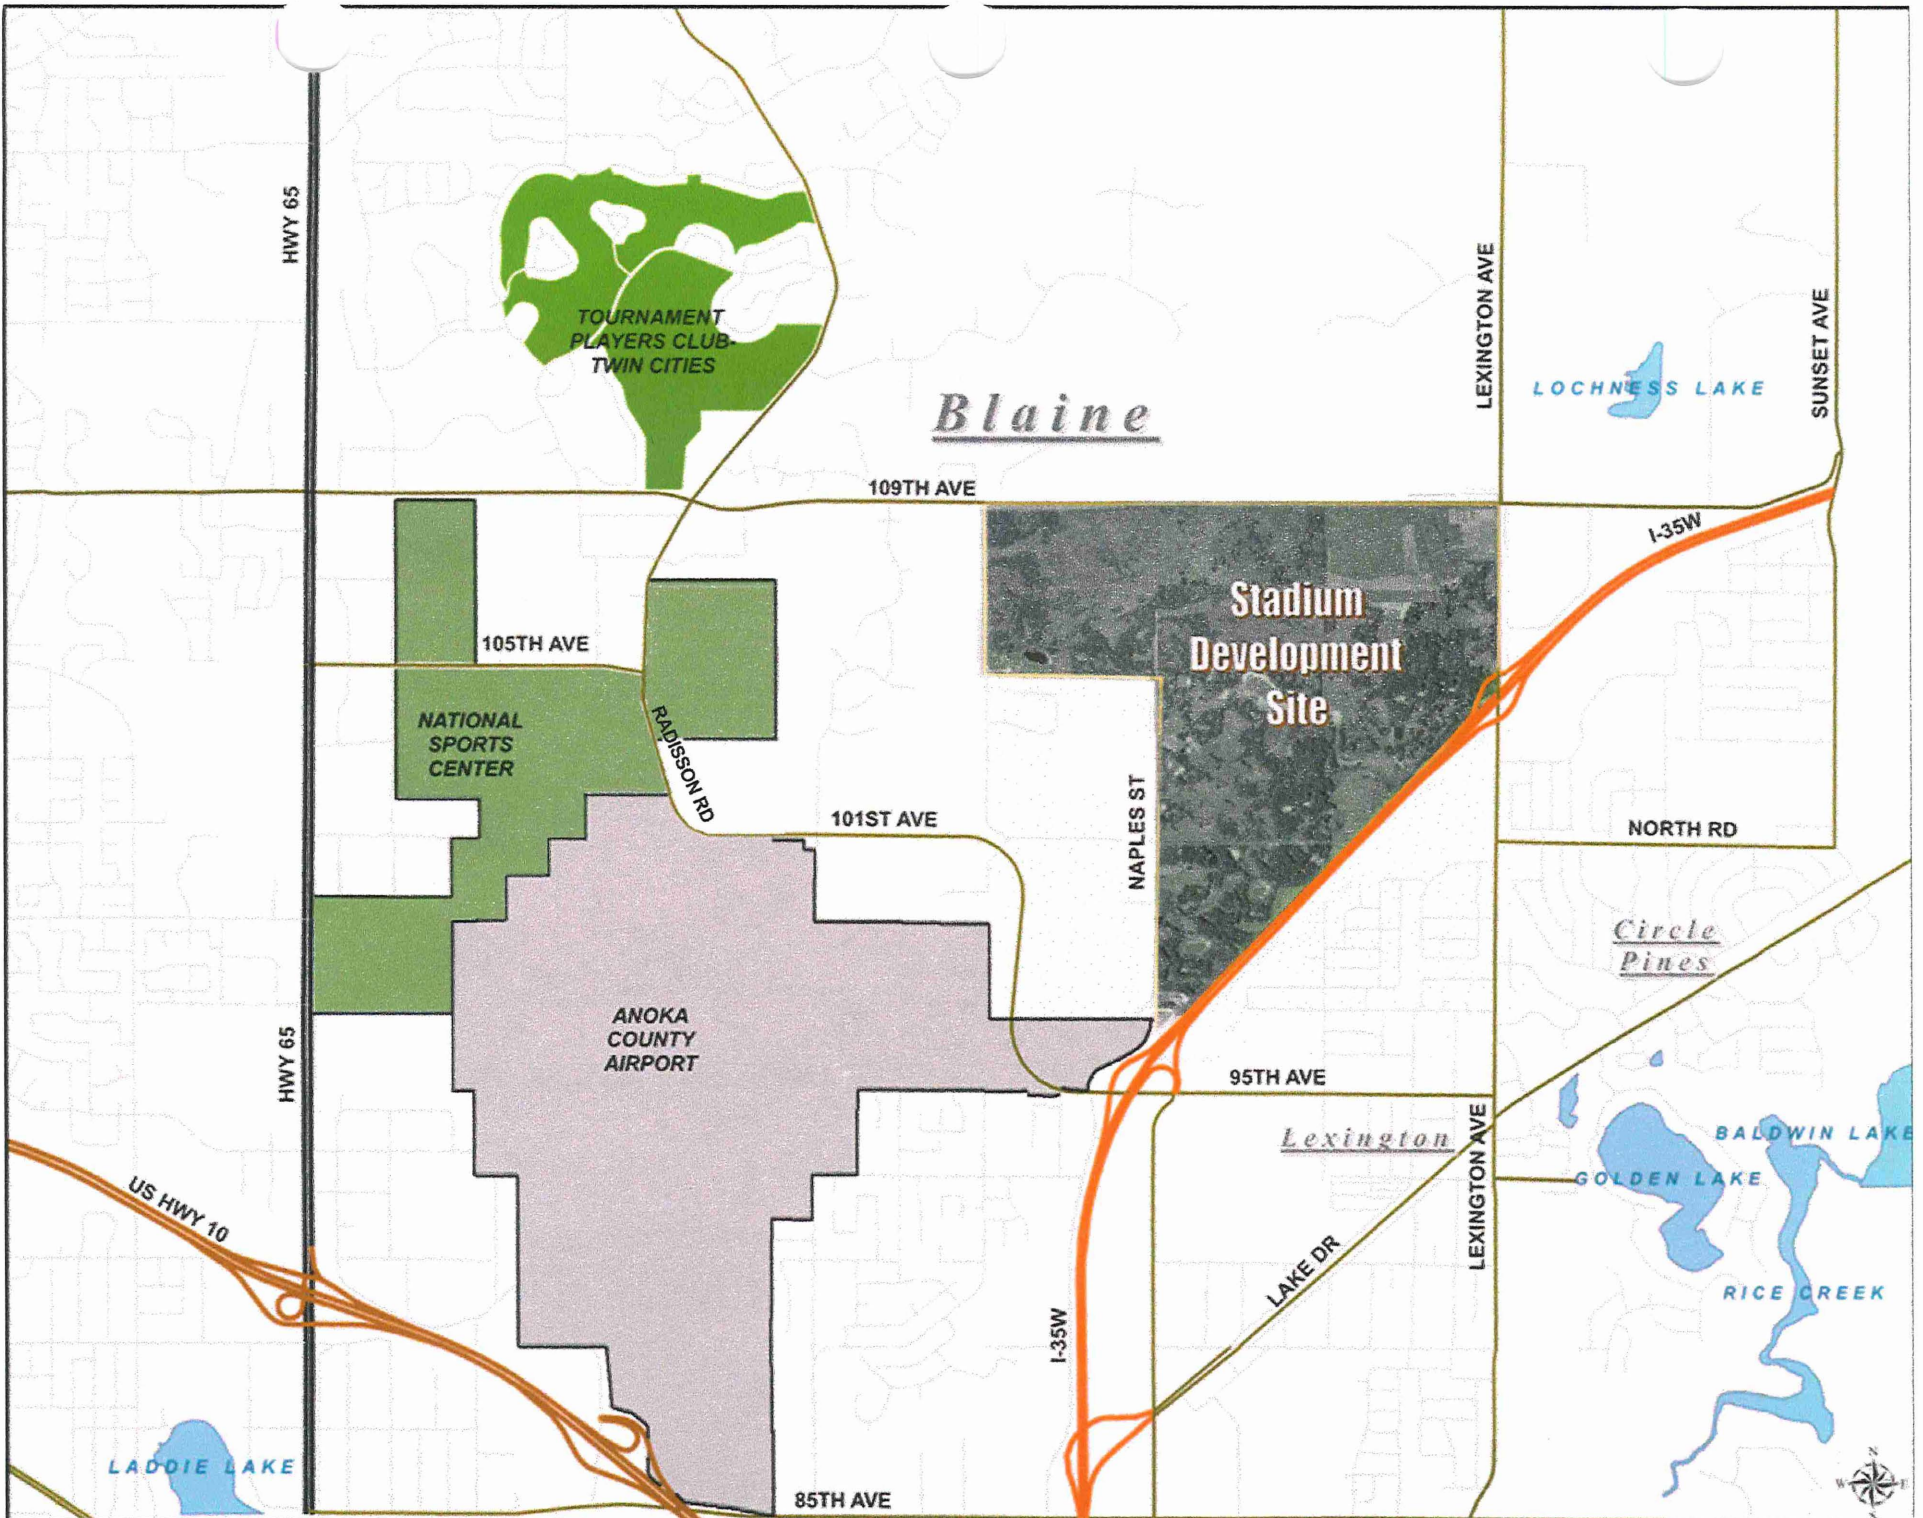 HWY 65
TOURNAMENT
PLAYERS CLUB-
TWIN CITIES
Blaine
LEXINGTON AVE
LOCHNESS LAKE
SUNSET AVE
109TH AVE
I-35W
Stadium
Development
Site
105TH AVE
NATIONAL
SPORTS
CENTER
RADISSON RD
101ST AVE
NAPLES ST
NORTH RD
Circle
Pines
ANOKA
COUNTY
AIRPORT
HWY 65
95TH AVE
Lexington
LEXINGTON AVE
BALDWIN LAKE
GOLDEN LAKE
US HWY 10
LAKE DR
RICE CREEK
I-35W
LADDIE LAKE
85TH AVE
N
W
E